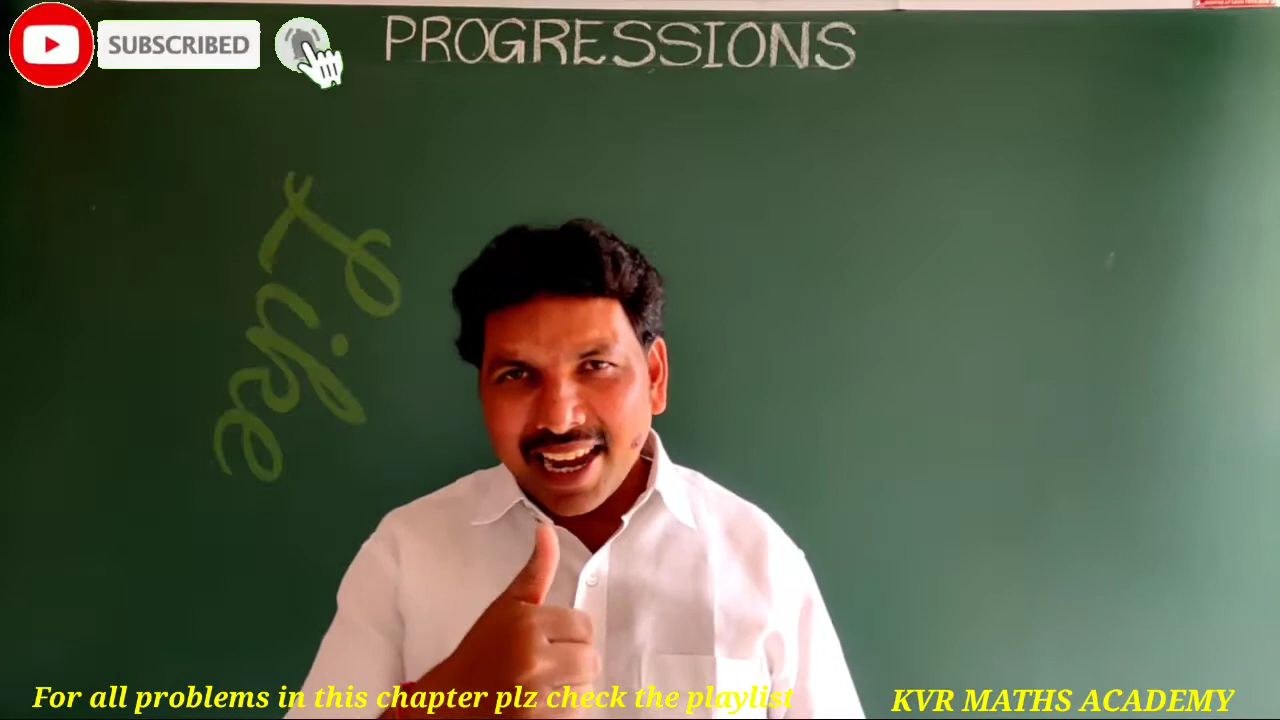 SUBSCRIBED
PROGRESSIONS
Like
For all problems in this chapter plz check the playlist
KVR MATHS ACADEMY